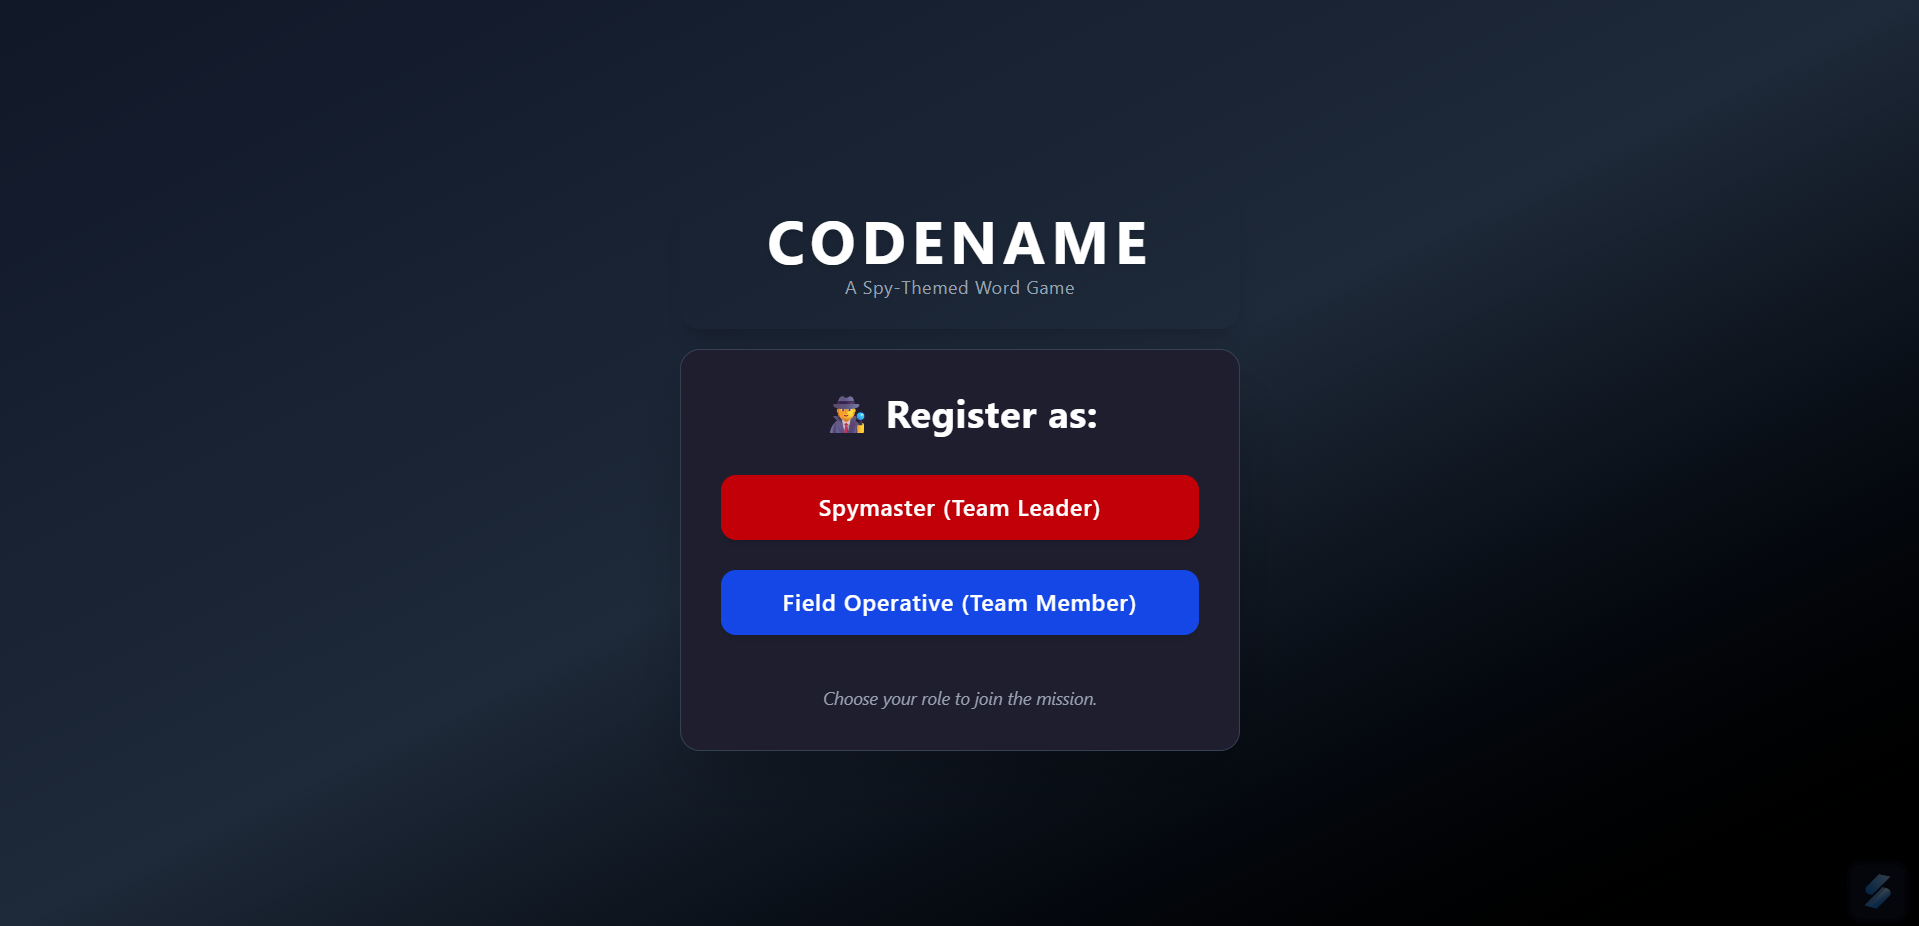 CODENAME
A Spy-Themed Word Game
Register as:
Spymaster (Team Leader)
Field Operative (Team Member)
Choose your role to join the mission.